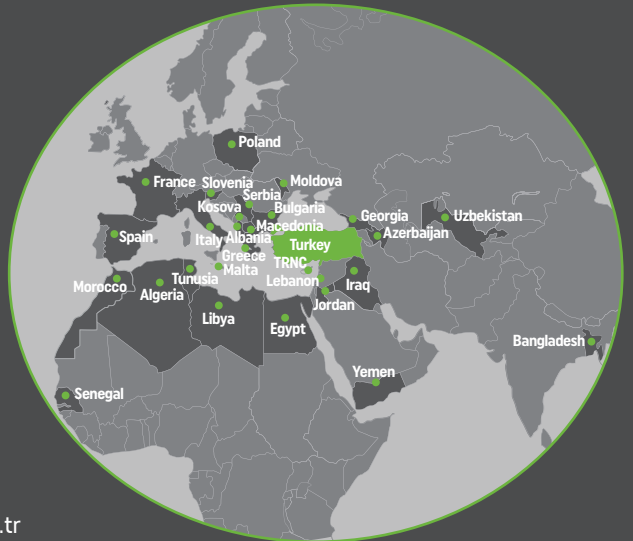 Poland
France
Slovenia
Moldova
Serbia
Kosova
Bulgaria
Georgia
Uzbekistan
Macedonia
Spain
Italy
Albania
Azerbaijan
Turkey
Greece
TRNC
Malta
Tunusia
Lebanon
Morocco
Algeria
Iraq
Jordan
Libya
Egypt
Bangladesh
Yemen
Senegal
.tr